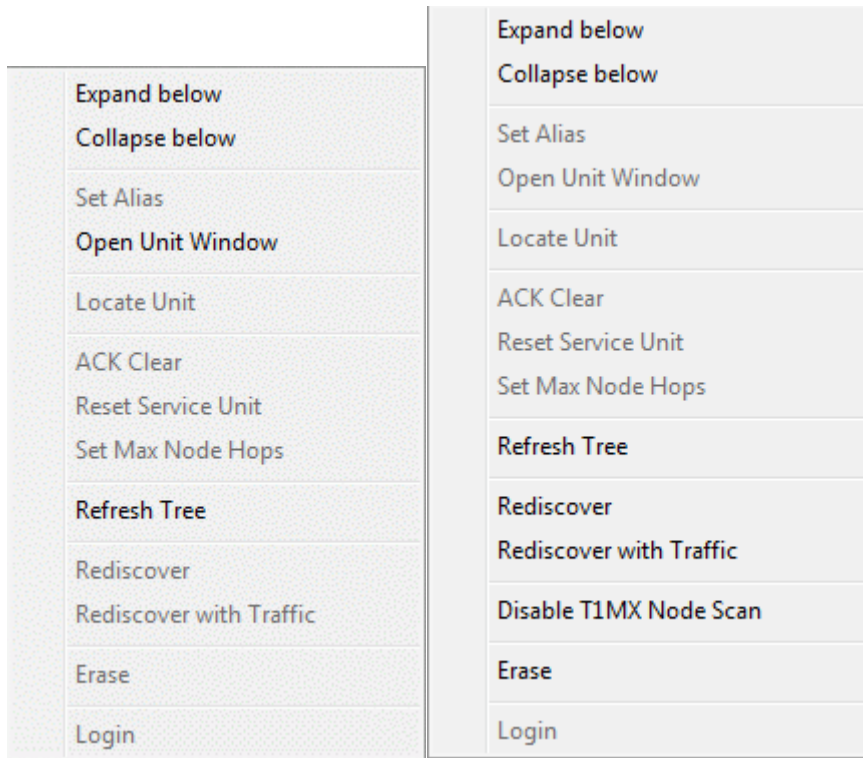 Expand below
Collapse below
Set Alias
Open Unit Window
Locate Unit
ACK Clear
Reset Service Unit
Set Max Node Hops
Refresh Tree
Rediscover
Rediscover with Traffic
Erase
Login
Expand below
Collapse below
Set Alias
Open Unit Window
Locate Unit
ACK Clear
Reset Service Unit
Set Max Node Hops
Refresh Tree
Rediscover
Rediscover with Traffic
Disable T1MX Node Scan
Erase
Login